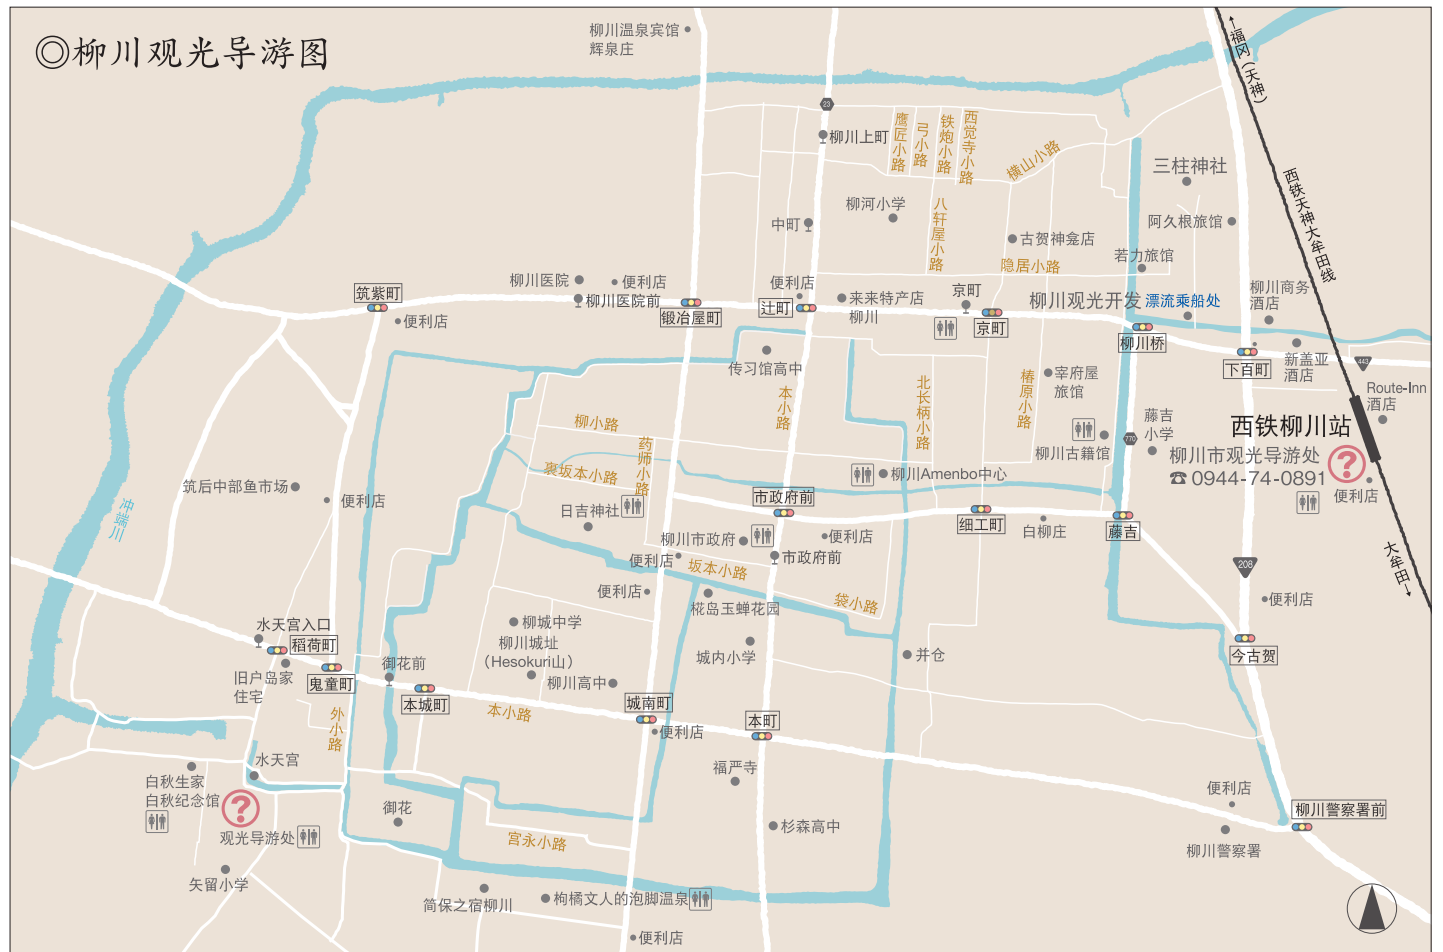 ◎柳川观光导游图
柳川温泉宾馆
辉泉庄
←福冈（天神）
西铁天神大牟田线
大牟田→
23
柳川上町
鹰匠小路
弓小路
铁炮小路
西觉寺小路
横山小路
三柱神社
阿久根旅馆
柳河小学
八轩屋小路
中町
古贺神龛店
隐居小路
若力旅馆
柳川医院
便利店
柳川医院前
筑紫町
便利店
锻冶屋町
便利店
辻町
来来特产店
柳川
京町
京町
柳川观光开发
漂流乘船处
柳川商务
酒店
柳川桥
下百町
新盖亚
酒店
443
Route-Inn
酒店
传习馆高中
本小路
北长柄小路
椿原小路
宰府屋
旅馆
柳川古籍馆
770
藤吉
小学
西铁柳川站
柳川市观光导游处
☎ 0944-74-0891
?
便利店
柳小路
药师小路
裏坂本小路
柳川Amenbo中心
筑后中部鱼市场
便利店
冲端川
日吉神社
市政府前
柳川市政府
便利店
市政府前
细工町
白柳庄
藤吉
便利店
坂本小路
袋小路
便利店
椛岛玉蝉花园
208
便利店
今古贺
水天宫入口
稻荷町
旧户岛家
住宅
鬼童町
御花前
本城町
柳城中学
柳川城址
（Hesokuri山）
柳川高中
城内小学
并仓
城南町
便利店
本町
本小路
外小路
水天宫
白秋生家
白秋纪念馆
?
观光导游处
御花
福严寺
杉森高中
宫永小路
矢留小学
简保之宿柳川
枸橘文人的泡脚温泉
便利店
便利店
柳川警察署前
柳川警察署